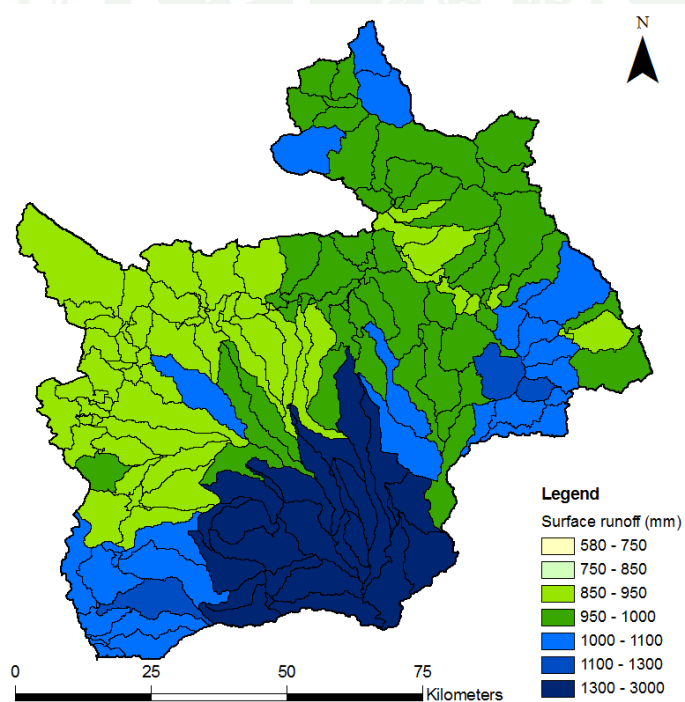 N
Legend
Surface runoff (mm)
580 - 750
750 - 850
850 - 950
950 - 1000
1000 - 1100
1100 - 1300
1300 - 3000
0 25 50 75
Kilometers